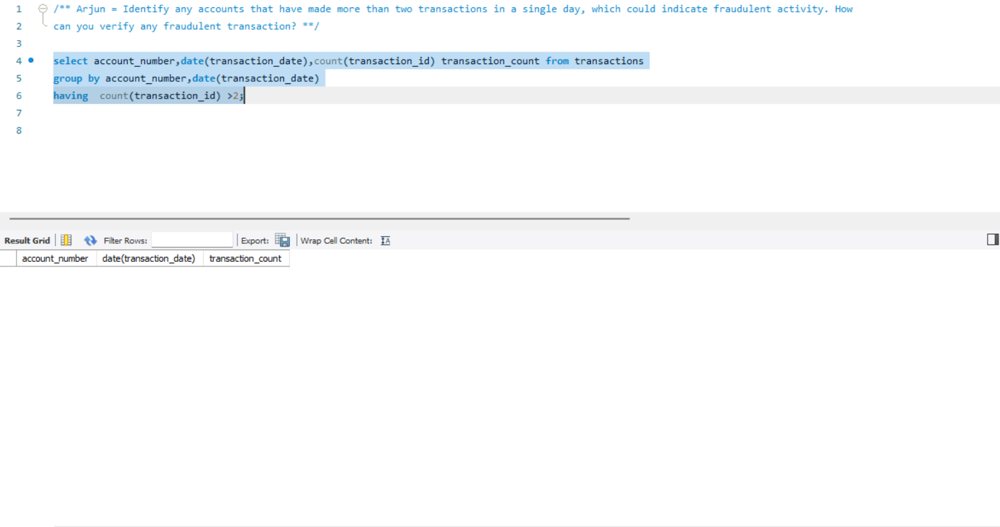 1 /** Arjun = Identify any accounts that have made more than two transactions in a single day, which could indicate fraudulent activity. How
2 can you verify any fraudulent transaction? **/
3
4 select account_number,date(transaction_date),count(transaction_id) transaction_count from transactions
5 group by account_number,date(transaction_date)
6 having  count(transaction_id) >2;
7
8
Result Grid Filter Rows: Export: Wrap Cell Content: IA
account_number date(transaction_date) transaction_count